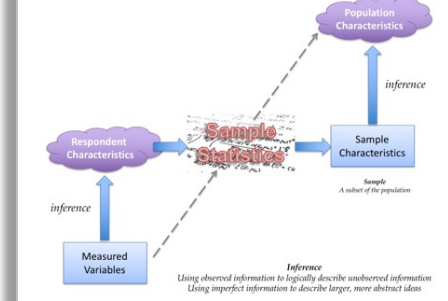 Population
Characteristics
inference
Respondent
Characteristics
Sample
Statistics
Sample
Characteristics
Sample
A subset of the population
inference
Measured
Variables
Inference
Using observed information to logically describe unobserved information
Using imperfect information to describe larger, more abstract ideas